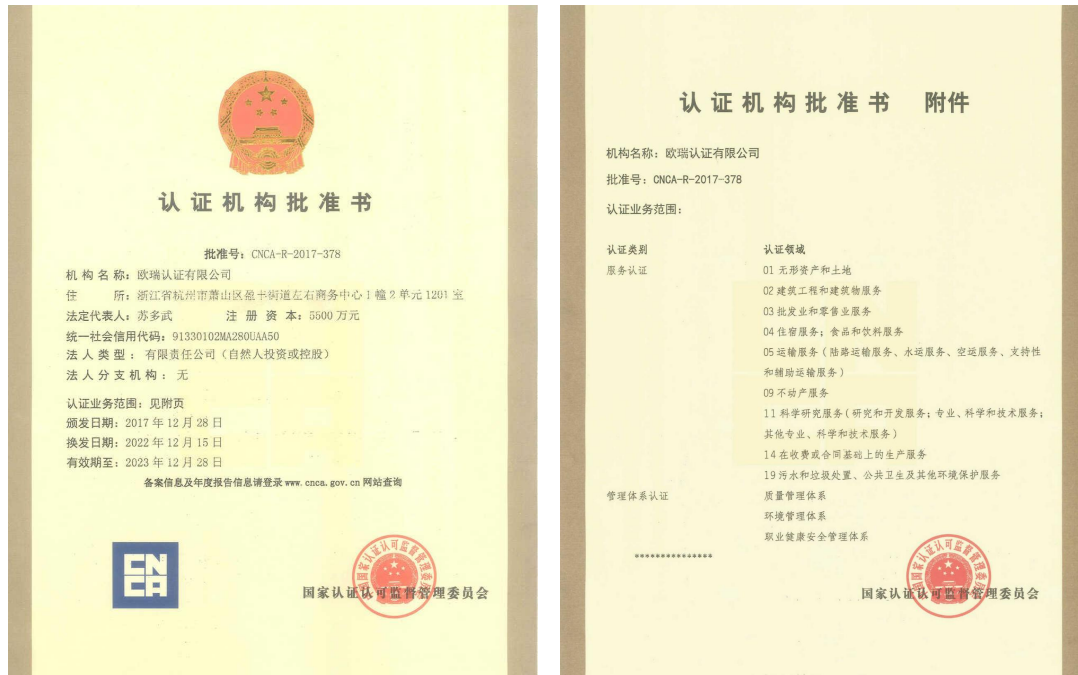 认证机构批准书
批准号：CNCA-R-2017-378
机构名称：欧瑞认证有限公司
住 所：浙江省杭州市萧山区盈丰街道左右商务中心1幢2单元1201室
法定代表人：苏多武 注册资本：5500万元
统一社会信用代码：91330102MA280UAA50
法人类型：有限责任公司（自然人投资或控股）
法人分支机构：无
认证业务范围：见附页
颁发日期：2017年12月28日
换发日期：2022年12月15日
有效期至：2023年12月28日
备案信息及年度报告信息请登录www.cnca.gov.cn网站查询
CNCA
国家认证认可监督管理委员会
认证机构批准书 附件
机构名称：欧瑞认证有限公司
批准号：CNCA-R-2017-378
认证业务范围：
认证类别 认证领域
服务认证 01 无形资产和土地
02 建筑工程和建筑物服务
03 批发业和零售业服务
04 住宿服务；食品和饮料服务
05 运输服务（陆路运输服务、水运服务、空运服务、支持性
和辅助运输服务）
09 不动产服务
11 科学研究服务（研究和开发服务；专业、科学和技术服务；
其他专业、科学和技术服务）
14 在收费或合同基础上的生产服务
19 污水和垃圾处置、公共卫生及其他环境保护服务
管理体系认证 质量管理体系
环境管理体系
职业健康安全管理体系
***************
国家认证认可监督管理委员会